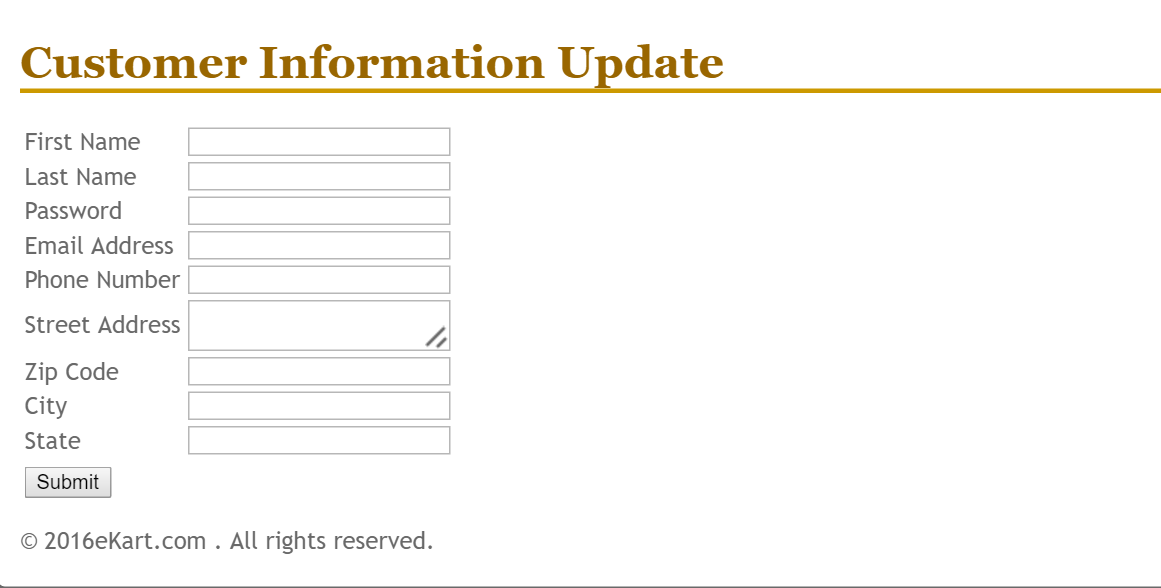 Customer Information Update
First Name
Last Name
Password
Email Address
Phone Number
Street Address
Zip Code
City
State
Submit
© 2016eKart.com . All rights reserved.